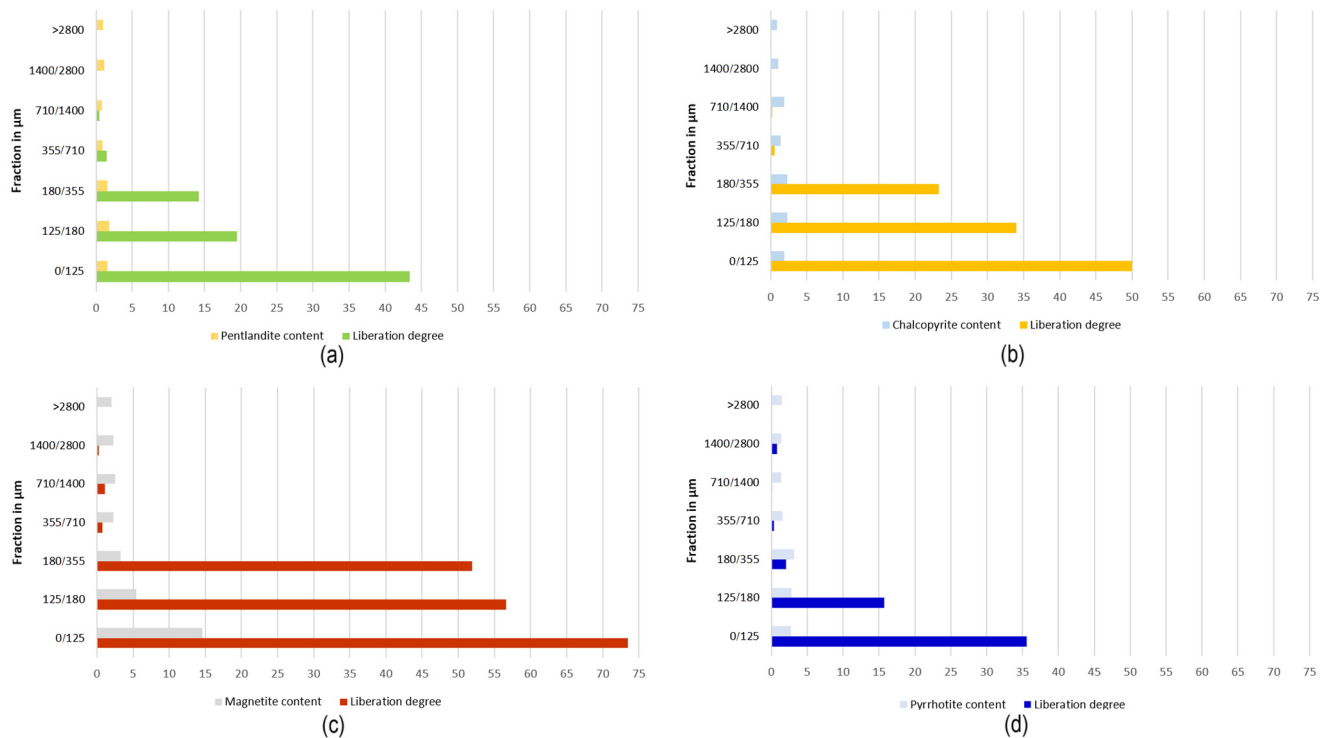 Fraction in µm
>2800
1400/2800
710/1400
355/710
180/355
125/180
0/125
0 5 10 15 20 25 30 35 40 45 50 55 60 65 70 75
Pentlandite content Liberation degree
(a)
Fraction in µm
>2800
1400/2800
710/1400
355/710
180/355
125/180
0/125
0 5 10 15 20 25 30 35 40 45 50 55 60 65 70 75
Chalcopyrite content Liberation degree
(b)
Fraction in µm
>2800
1400/2800
710/1400
355/710
180/355
125/180
0/125
0 5 10 15 20 25 30 35 40 45 50 55 60 65 70 75
Magnetite content Liberation degree
(c)
Fraction in µm
>2800
1400/2800
710/1400
355/710
180/355
125/180
0/125
0 5 10 15 20 25 30 35 40 45 50 55 60 65 70 75
Pyrrhotite content Liberation degree
(d)